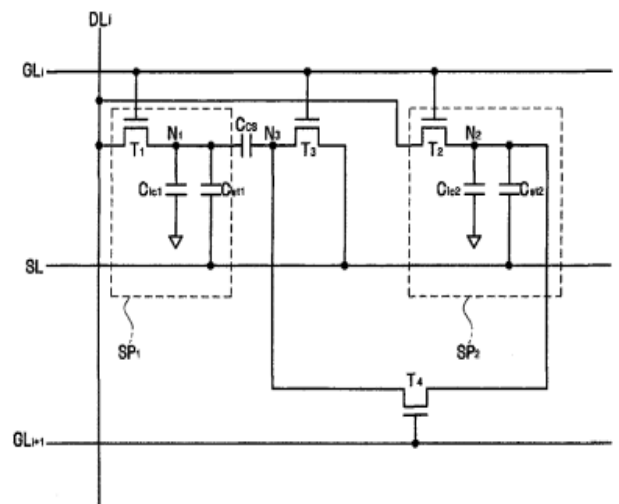 DLi
GLi
N1 CCS N3 N2
T1 T3 T2
Clc1 Cst1 Clc2 Cst2
SL
SP1 SP2
T4
GLi+1